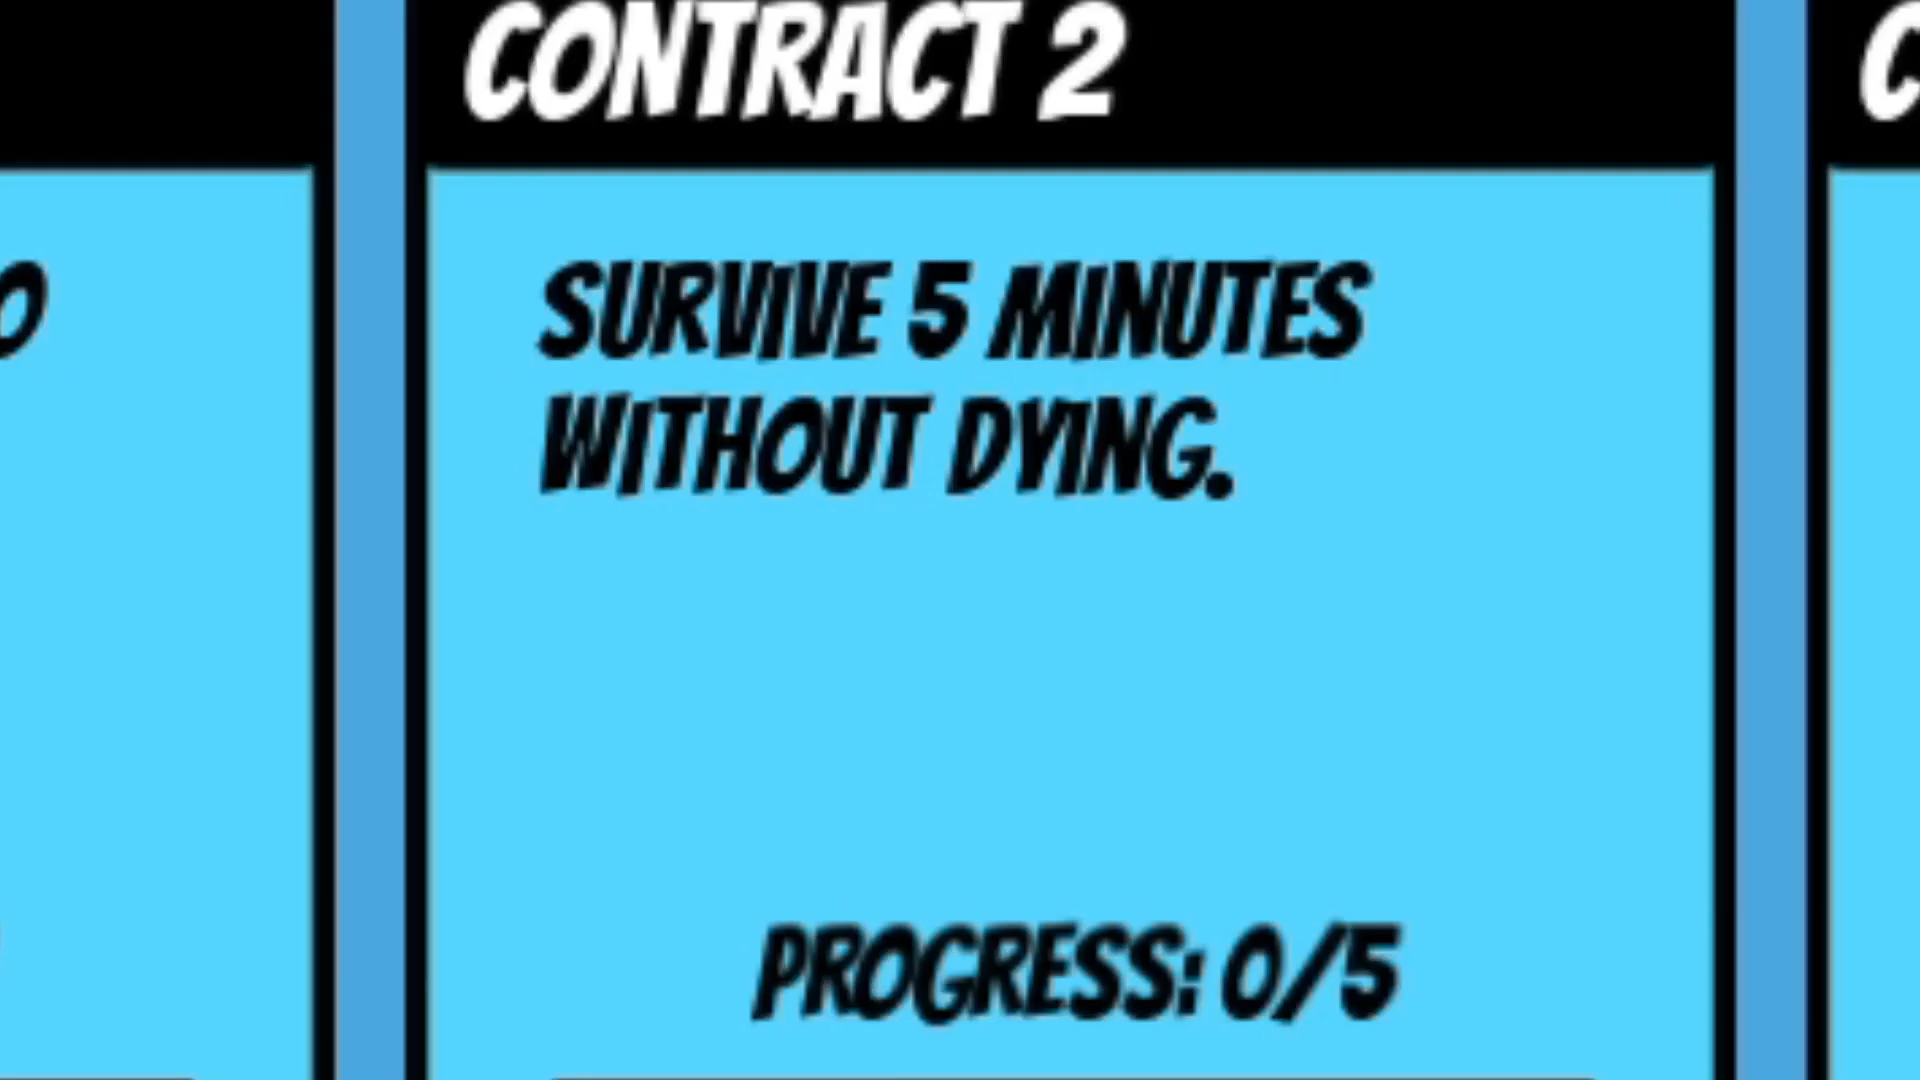 CONTRACT 2
SURVIVE 5 MINUTES
WITHOUT DYING.
PROGRESS: 0/5